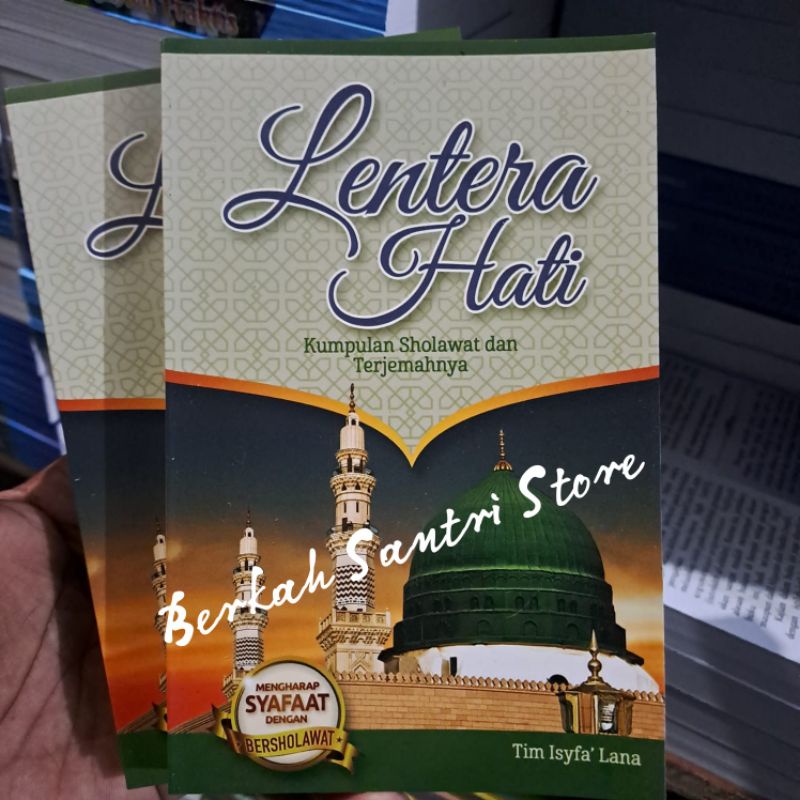 Lentera
Hati
Kumpulan Sholawat dan
Terjemahnya
Berkah Santri Store
MENGHARAP
SYAFAAT
DENGAN
BERSHOLAWAT
Tim Isyfa' Lana